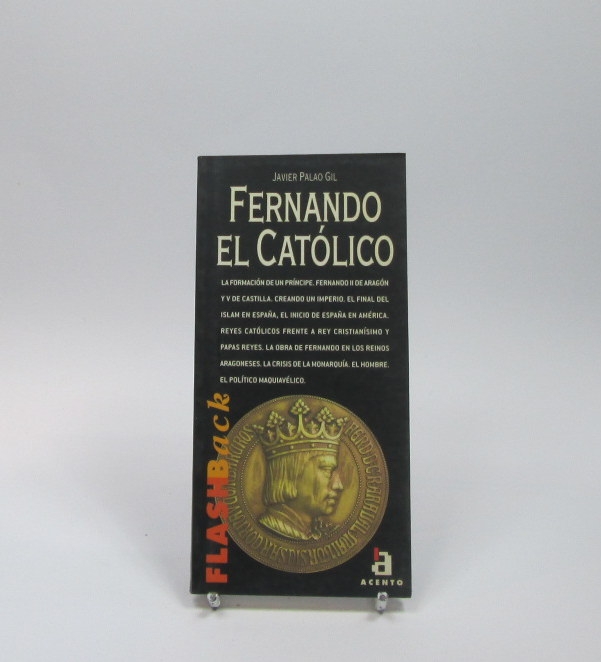 JAVIER PALAO GIL
FERNANDO
EL CATÓLICO
LA FORMACIÓN DE UN PRÍNCIPE. FERNANDO II DE ARAGÓN
Y V DE CASTILLA. CREANDO UN IMPERIO. EL FINAL DEL
ISLAM EN ESPAÑA, EL INICIO DE ESPAÑA EN AMÉRICA.
REYES CATÓLICOS FRENTE A REY CRISTIANÍSIMO Y
PAPAS REYES. LA OBRA DE FERNANDO EN LOS REINOS
ARAGONESES. LA CRISIS DE LA MONARQUÍA. EL HOMBRE.
EL POLÍTICO MAQUIAVÉLICO.
FLASHBack
a
ACENTO